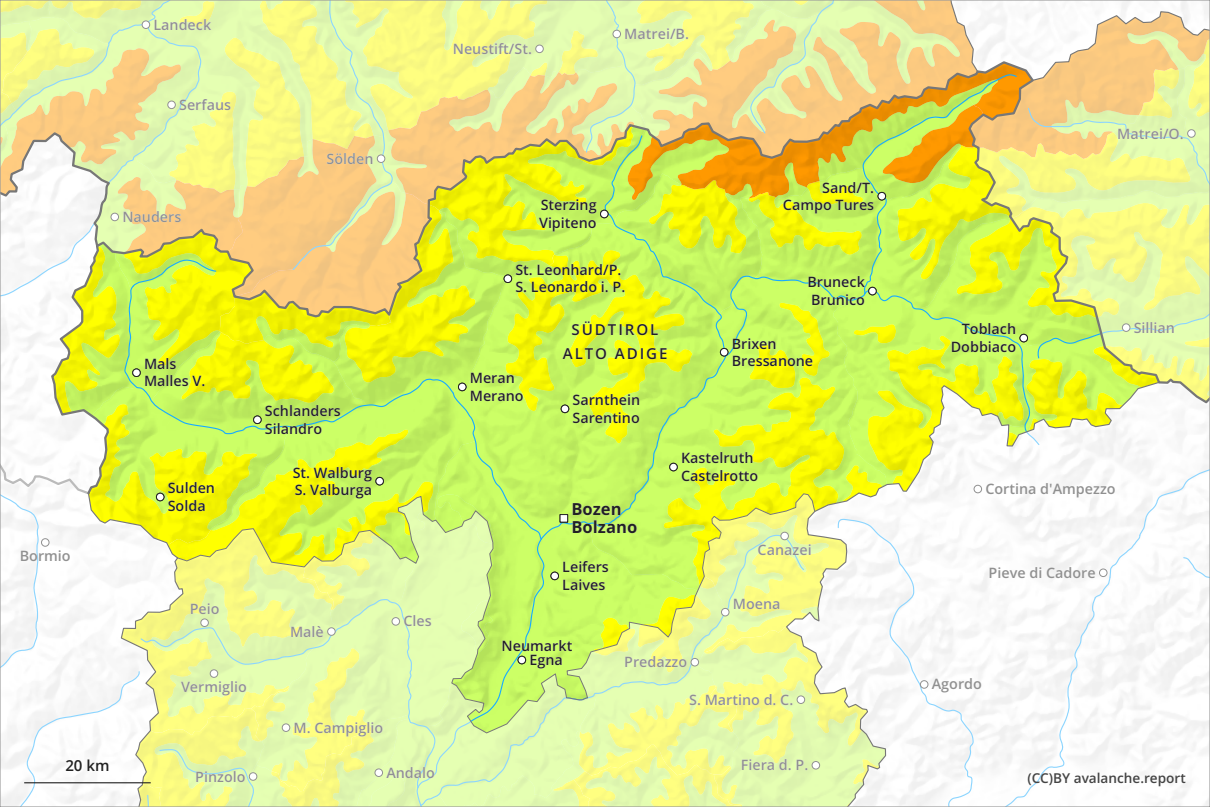 Landeck
Matrei/B.
Neustift/St.
Serfaus
Matrei/O.
Sölden
Sand/T.
Campo Tures
Nauders
Sterzing
Vipiteno
St. Leonhard/P.
S. Leonardo i. P.
Bruneck
Brunico
SÜDTIROL
ALTO ADIGE
Toblach
Dobbiaco
Sillian
Brixen
Bressanone
Mals
Malles V.
Meran
Merano
Sarnthein
Sarentino
Schlanders
Silandro
Kastelruth
Castelrotto
St. Walburg
S. Valburga
Sulden
Solda
Cortina d'Ampezzo
Bozen
Bolzano
Bormio
Canazei
Leifers
Laives
Pieve di Cadore
Peio
Moena
Malè
Cles
Neumarkt
Egna
Predazzo
Vermiglio
Agordo
S. Martino d. C.
M. Campiglio
20 km
Pinzolo
Andalo
Fiera d. P.
(CC)BY avalanche.report